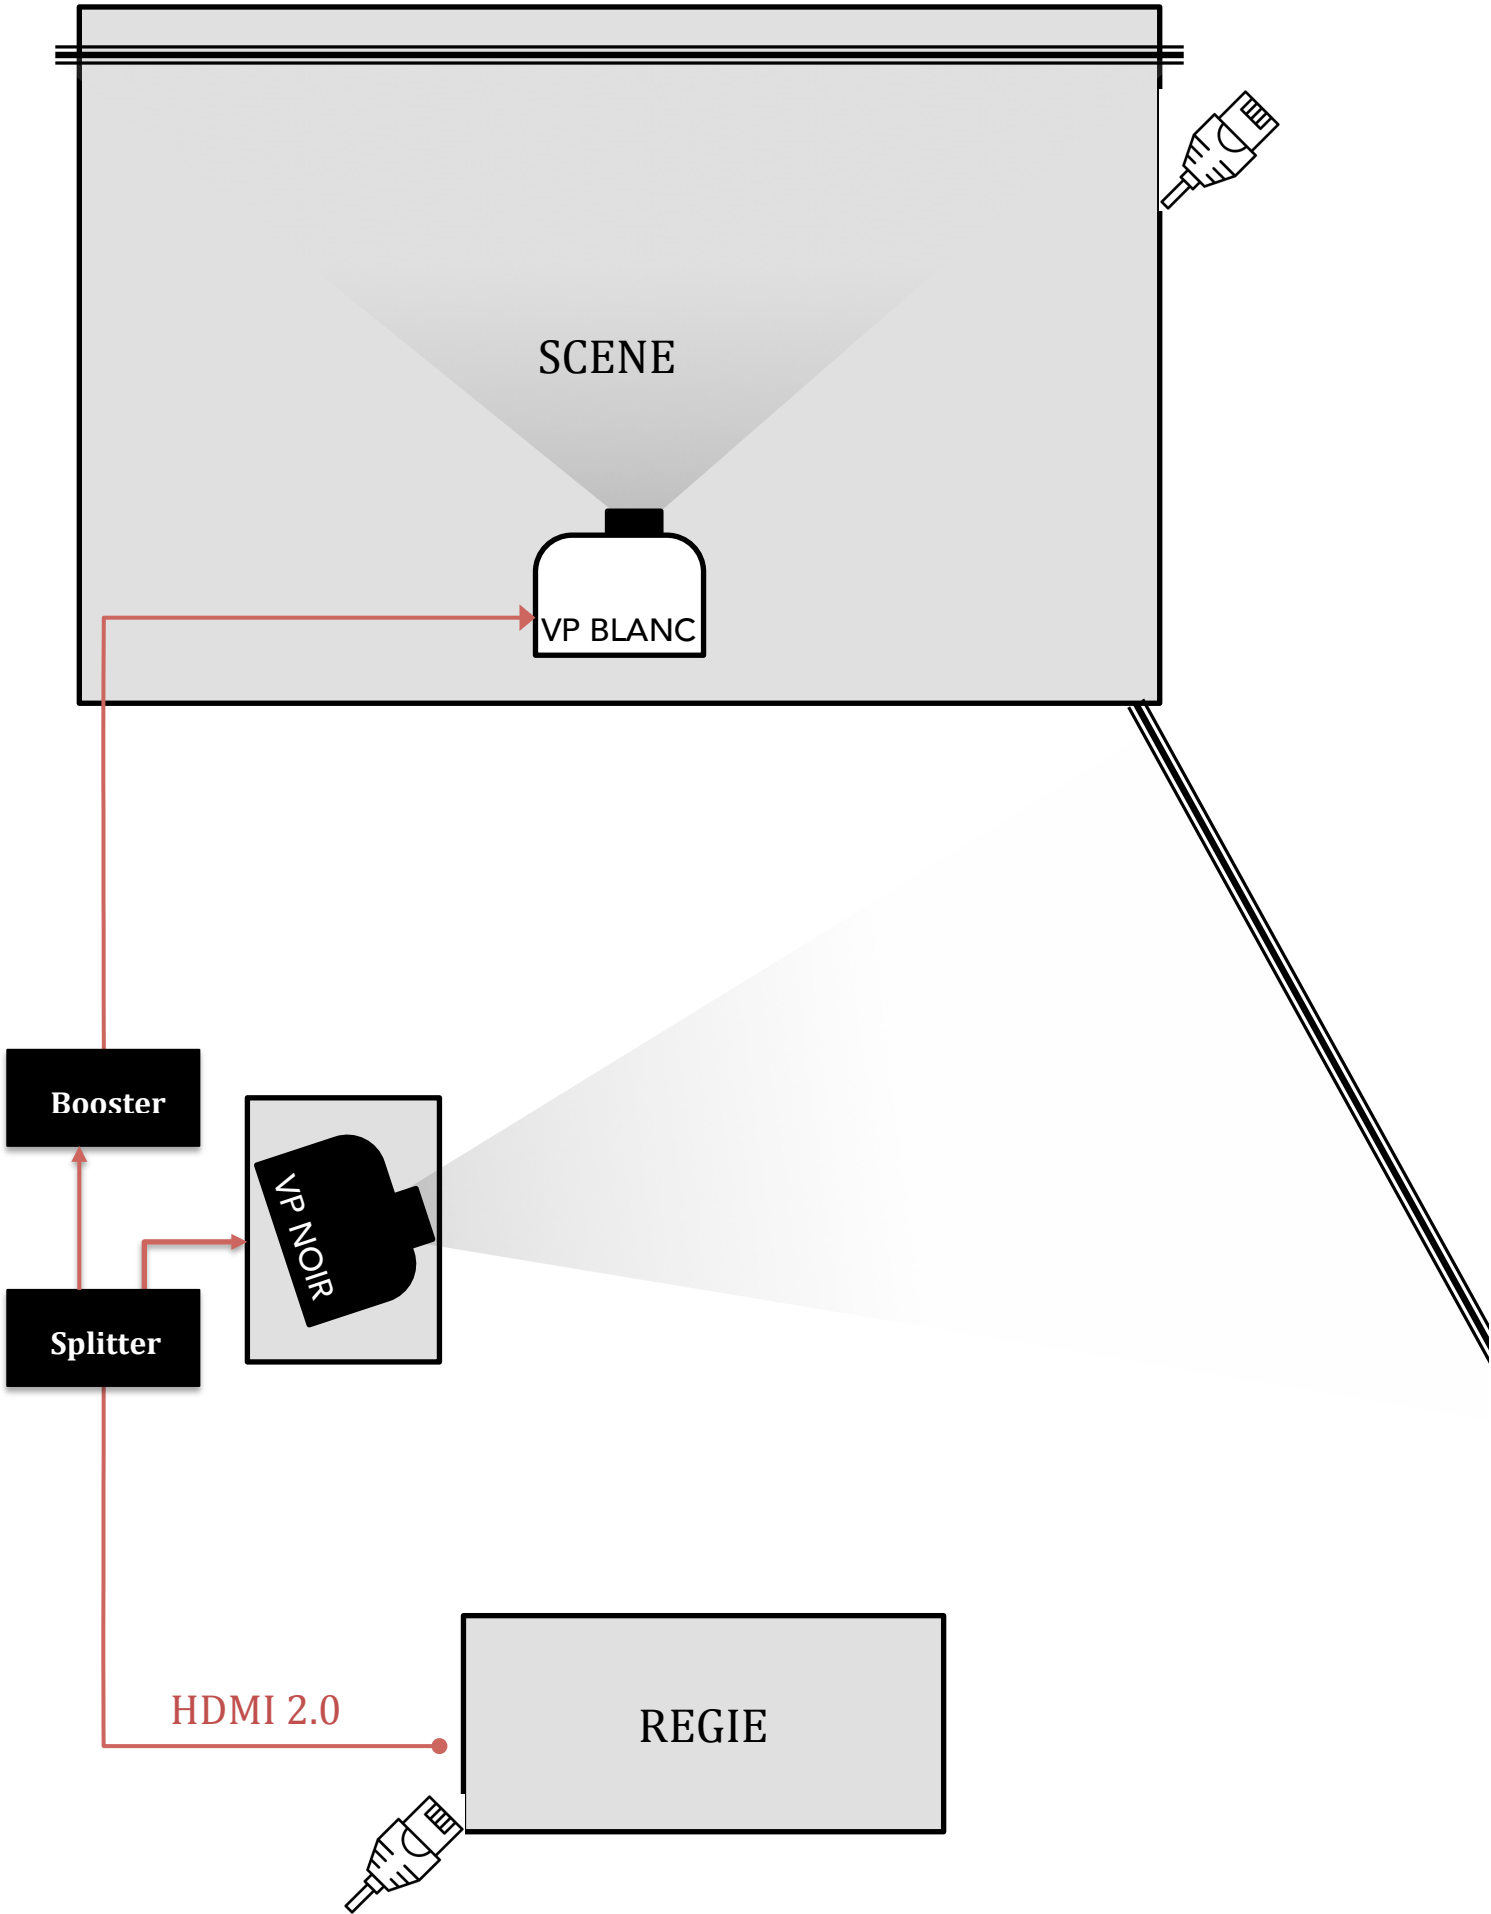 SCENE
VP BLANC
Booster
VP NOIR
Splitter
HDMI 2.0
REGIE